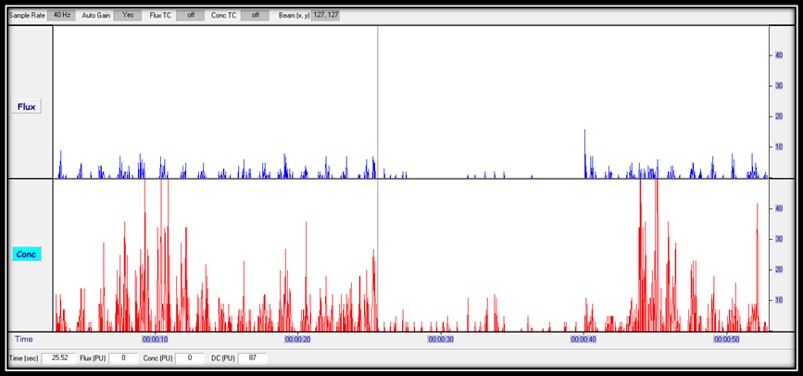 Sample Rate 40 Hz Auto Gain Yes Flux TC off Conc TC off Beam (x, y) 127, 127
40
30
Flux
20
10
40
30
Conc
20
10
Time 00:00:10 00:00:20 00:00:30 00:00:40 00:00:50
Time (sec) 25.52 Flux (PU) 0 Conc (PU) 0 DC (PU) 87